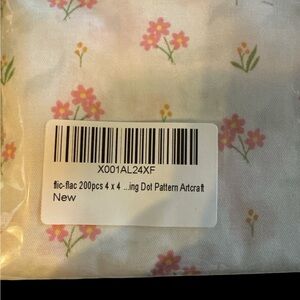 X001AL24XF
flic-flac 200pcs 4 x 4 ...ing Dot Pattern Artcraft
New